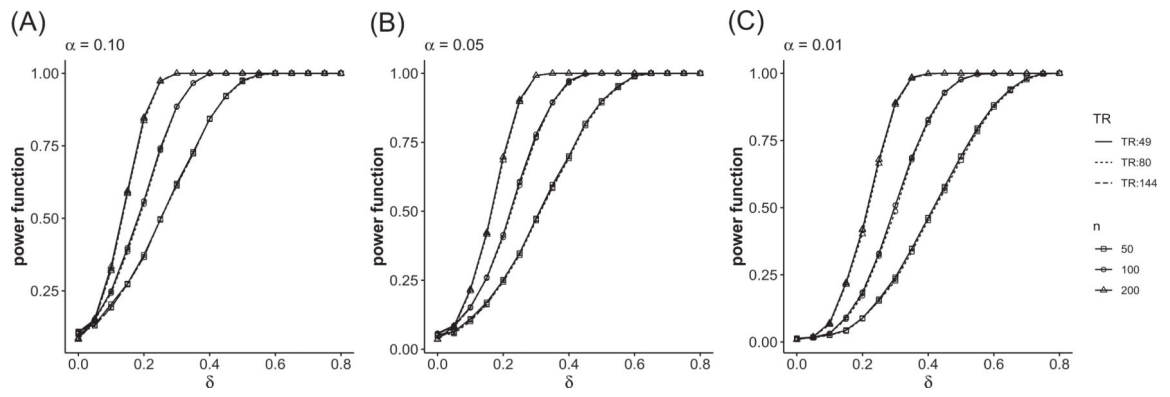 (A)
α = 0.10
power function
1.00
0.75
0.50
0.25
0.0 0.2 0.4 0.6 0.8
δ
(B)
α = 0.05
power function
1.00
0.75
0.50
0.25
0.00
0.0 0.2 0.4 0.6 0.8
δ
(C)
α = 0.01
power function
1.00
0.75
0.50
0.25
0.00
0.0 0.2 0.4 0.6 0.8
δ
TR
TR:49
TR:80
TR:144
n
50
100
200